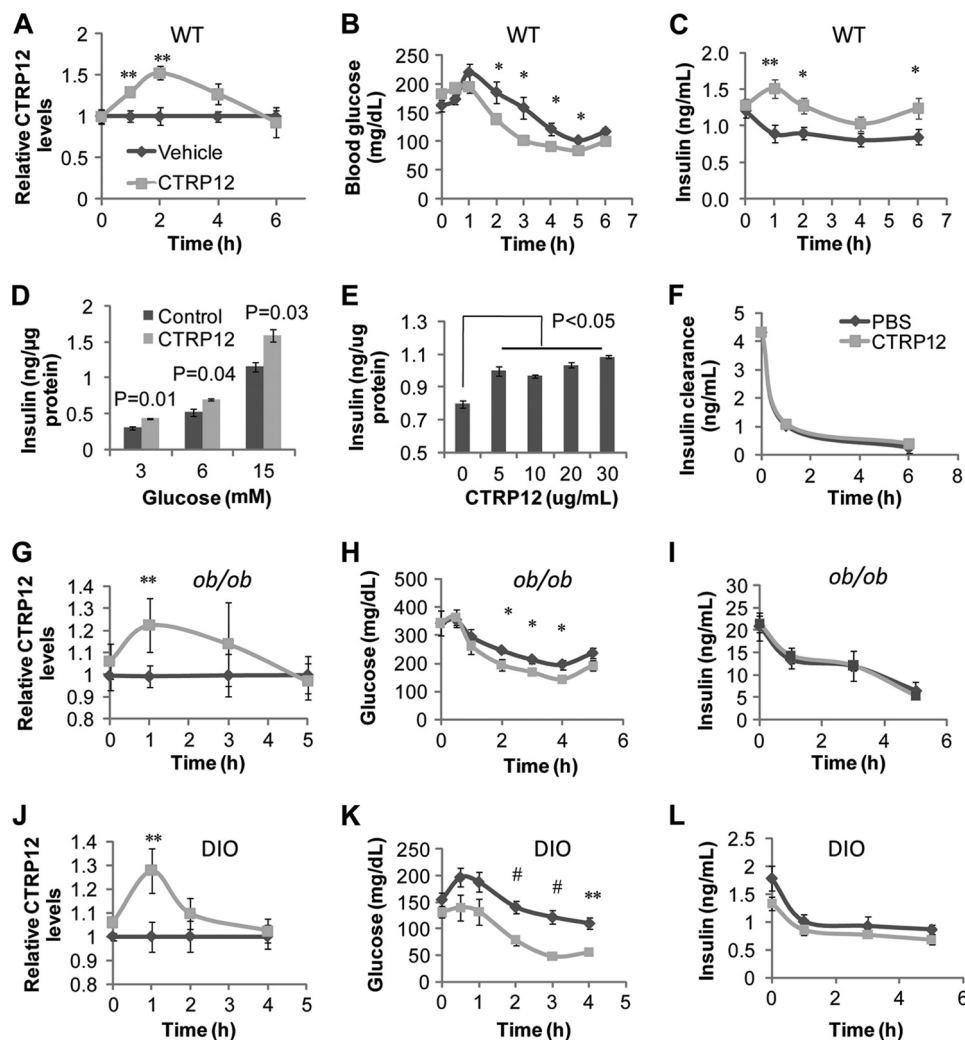 A
WT
Relative CTRP12
levels
2
1.5
1
0.5
0
**
**
Vehicle
CTRP12
0 2 4 6
Time (h)
B
WT
Blood glucose
(mg/dL)
250
200
150
100
50
0
* * * *
0 1 2 3 4 5 6 7
Time (h)
C
WT
Insulin (ng/mL)
2.0
1.6
1.2
0.8
0.4
0.0
** * *
0 1 2 3 4 5 6 7
Time (h)
D
Insulin (ng/µg
protein)
2
1.5
1
0.5
0
Control
CTRP12
P=0.03
P=0.04
P=0.01
3 6 15
Glucose (mM)
E
Insulin (ng/ug
protein)
1.3
1.1
0.9
0.7
0.5
P<0.05
0 5 10 20 30
CTRP12 (ug/mL)
F
Insulin clearance
(ng/mL)
5
4
3
2
1
0
PBS
CTRP12
0 2 4 6 8
Time (h)
G
ob/ob
Relative CTRP12
levels
1.4
1.3
1.2
1.1
1
0.9
0.8
**
0 1 2 3 4 5
Time (h)
H
ob/ob
Glucose (mg/dL)
500
400
300
200
100
0
* * *
0 2 4 6
Time (h)
I
ob/ob
Insulin (ng/mL)
30
25
20
15
10
5
0
0 2 4 6
Time (h)
J
DIO
Relative CTRP12
levels
1.4
1.3
1.2
1.1
1
0.9
0.8
**
0 1 2 3 4 5
Time (h)
K
DIO
Glucose (mg/dL)
250
200
150
100
50
0
# # **
0 1 2 3 4 5
Time (h)
L
DIO
Insulin (ng/mL)
2.5
2
1.5
1
0.5
0
0 2 4 6
Time (h)